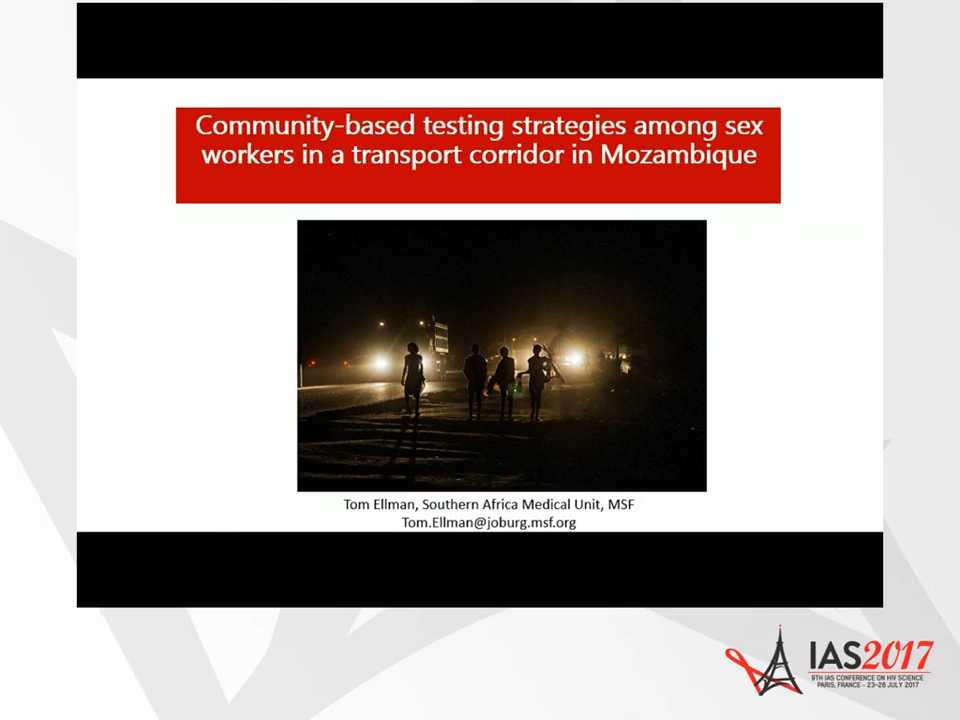 Community-based testing strategies among sex
workers in a transport corridor in Mozambique
Tom Ellman, Southern Africa Medical Unit, MSF
Tom.Ellman@joburg.msf.org
IAS2017
9TH IAS CONFERENCE ON HIV SCIENCE
PARIS, FRANCE - 23-26 JULY 2017